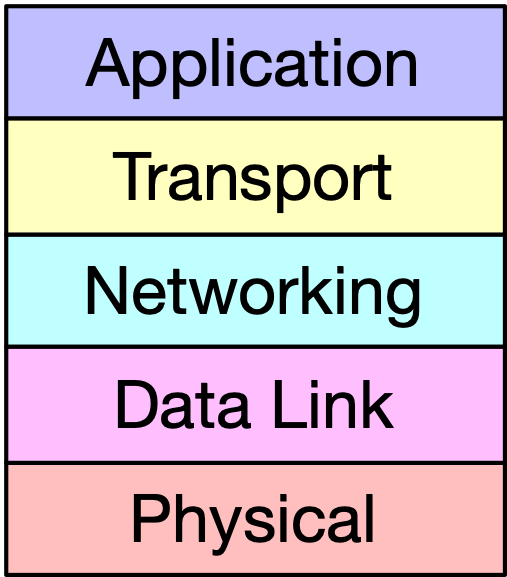 Application
Transport
Networking
Data Link
Physical